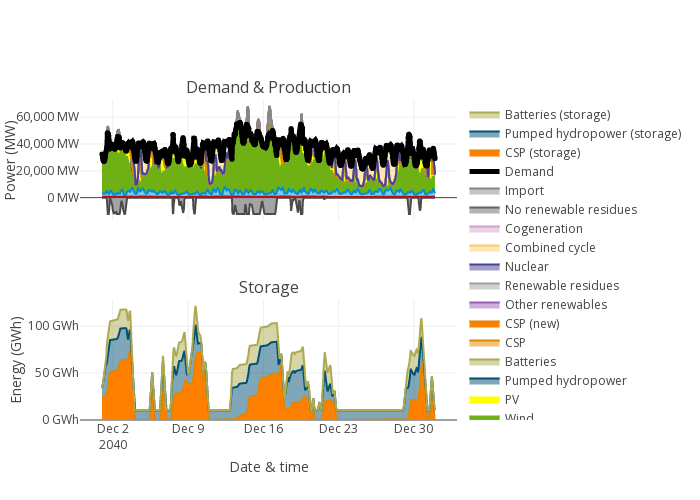 Demand & Production
Power (MW)
60,000 MW
40,000 MW
20,000 MW
0 MW
Storage
Energy (GWh)
100 GWh
50 GWh
0 GWh
Dec 2
2040
Dec 9
Dec 16
Dec 23
Dec 30
Date & time
Batteries (storage)
Pumped hydropower (storage)
CSP (storage)
Demand
Import
No renewable residues
Cogeneration
Combined cycle
Nuclear
Renewable residues
Other renewables
CSP (new)
CSP
Batteries
Pumped hydropower
PV
Wind